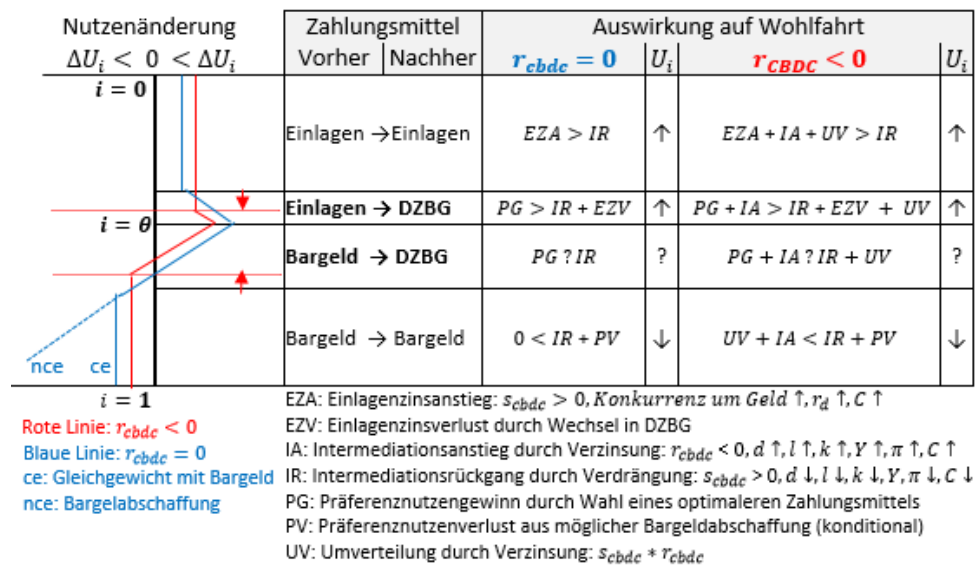 Nutzenänderung Zahlungsmittel Auswirkung auf Wohlfahrt
ΔU_i < 0 < ΔU_i Vorher Nachher r_cbdc = 0 U_i r_CBDC < 0 U_i
i = 0
Einlagen →Einlagen EZA > IR ↑ EZA + IA + UV > IR ↑
Einlagen → DZBG PG > IR + EZV ↑ PG + IA > IR + EZV + UV ↑
i = θ
Bargeld → DZBG PG ? IR ? PG + IA ? IR + UV ?
Bargeld → Bargeld 0 < IR + PV ↓ UV + IA < IR + PV ↓
nce ce
i = 1
EZA: Einlagenzinsanstieg: s_cbdc > 0, Konkurrenz um Geld ↑, r_d ↑, C ↑
Rote Linie: r_cbdc < 0
EZV: Einlagenzinsverlust durch Wechsel in DZBG
Blaue Linie: r_cbdc = 0
IA: Intermediationsanstieg durch Verzinsung: r_cbdc < 0, d ↑, l ↑, k ↑, Y ↑, π ↑, C ↑
ce: Gleichgewicht mit Bargeld
IR: Intermediationsrückgang durch Verdrängung: s_cbdc > 0, d ↓, l ↓, k ↓, Y, π ↓, C ↓
nce: Bargelabschaffung
PG: Präferenznutzengewinn durch Wahl eines optimaleren Zahlungsmittels
PV: Präferenznutzenverlust aus möglicher Bargeldabschaffung (konditional)
UV: Umverteilung durch Verzinsung: s_cbdc * r_cbdc